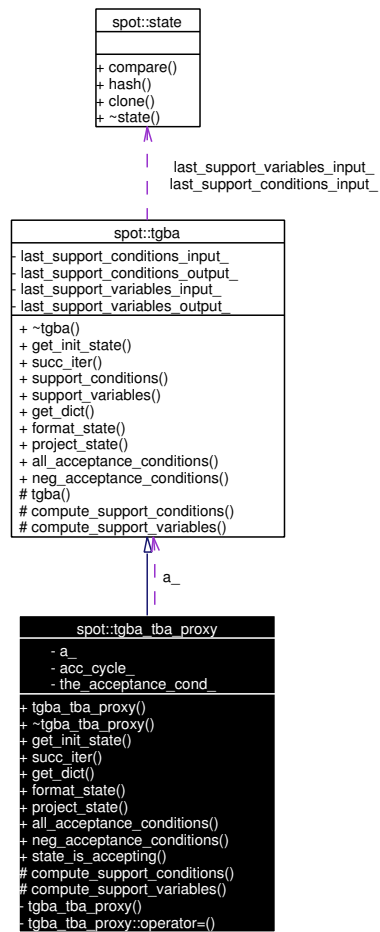 spot::state
+ compare()
+ hash()
+ clone()
+ ~state()
last_support_variables_input_
last_support_conditions_input_
spot::tgba
- last_support_conditions_input_
- last_support_conditions_output_
- last_support_variables_input_
- last_support_variables_output_
+ ~tgba()
+ get_init_state()
+ succ_iter()
+ support_conditions()
+ support_variables()
+ get_dict()
+ format_state()
+ project_state()
+ all_acceptance_conditions()
+ neg_acceptance_conditions()
# tgba()
# compute_support_conditions()
# compute_support_variables()
a_
spot::tgba_tba_proxy
- a_
- acc_cycle_
- the_acceptance_cond_
+ tgba_tba_proxy()
+ ~tgba_tba_proxy()
+ get_init_state()
+ succ_iter()
+ get_dict()
+ format_state()
+ project_state()
+ all_acceptance_conditions()
+ neg_acceptance_conditions()
+ state_is_accepting()
# compute_support_conditions()
# compute_support_variables()
- tgba_tba_proxy()
- tgba_tba_proxy::operator=()